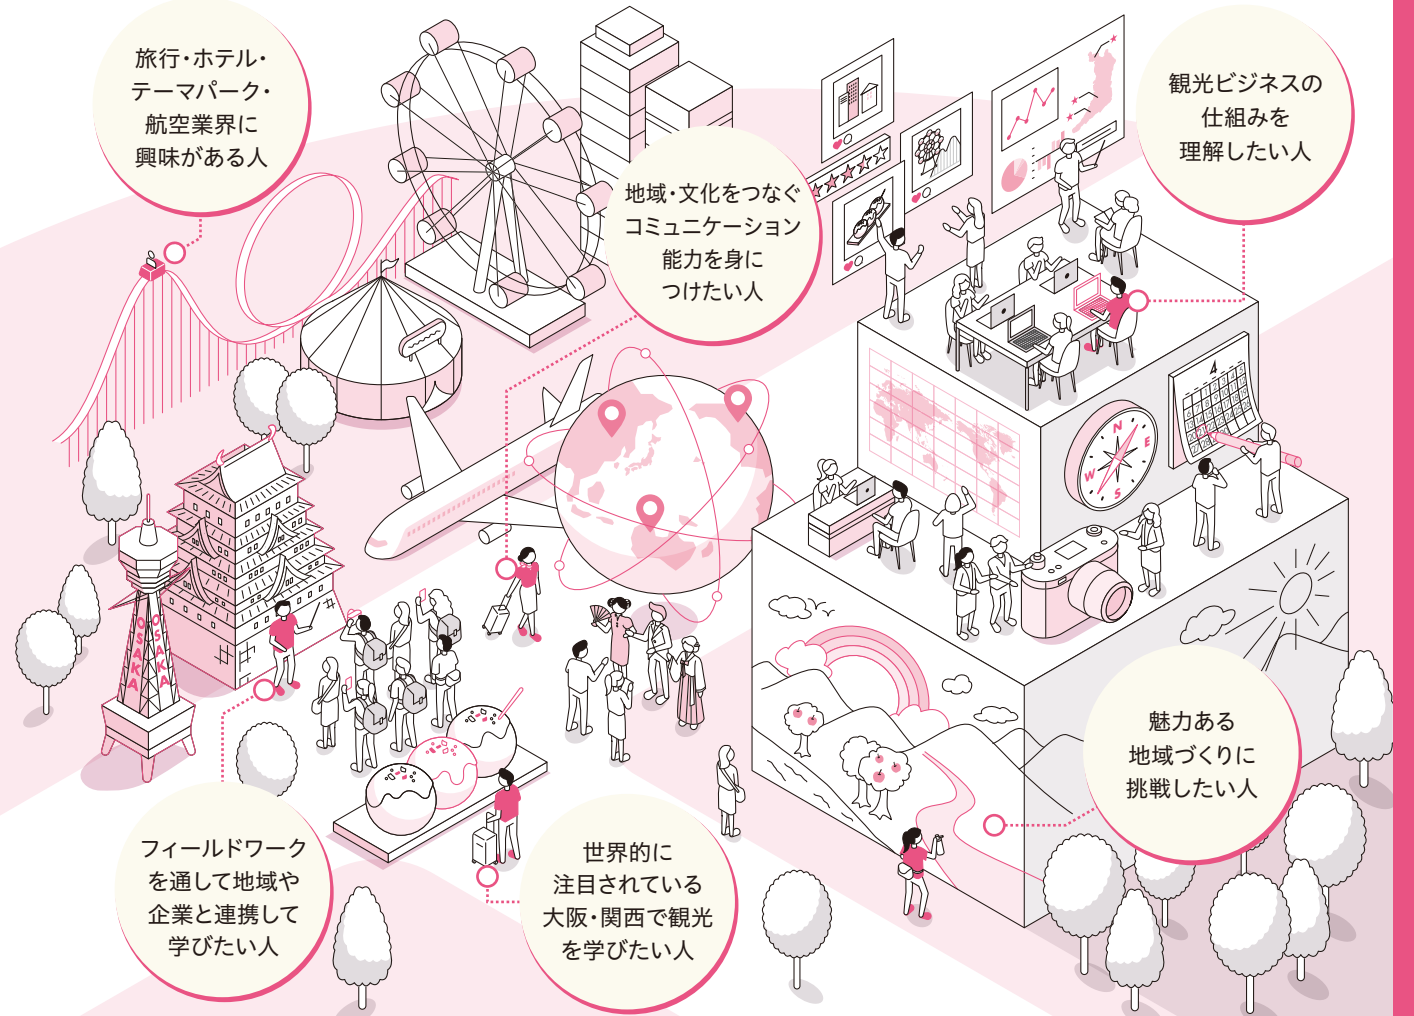 旅行・ホテル・
テーマパーク・
航空業界に
興味がある人
地域・文化をつなぐ
コミュニケーション
能力を身に
つけたい人
観光ビジネスの
仕組みを
理解したい人
4
N
E
W
S
OSAKA
OSAKA
魅力ある
地域づくりに
挑戦したい人
フィールドワーク
を通して地域や
企業と連携して
学びたい人
世界的に
注目されている
大阪・関西で観光
を学びたい人